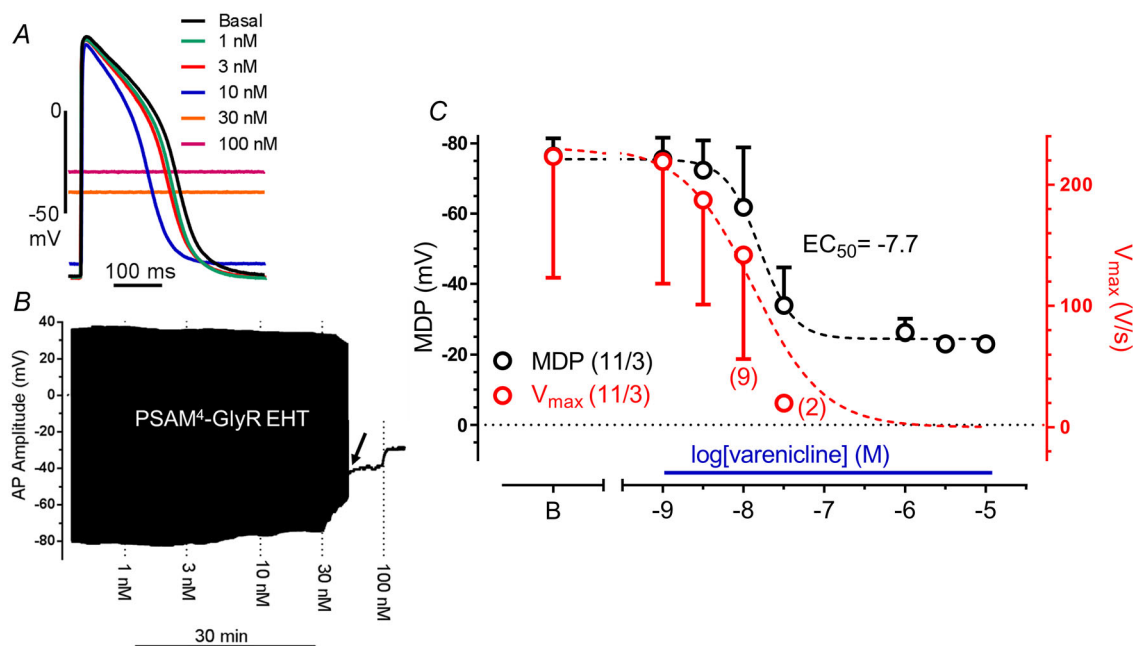 A
Basal
1 nM
3 nM
10 nM
30 nM
100 nM
0
-50
mV
100 ms
B
AP Amplitude (mV)
40
20
0
-20
-40
-60
-80
PSAM⁴-GlyR EHT
1 nM
3 nM
10 nM
30 nM
100 nM
30 min
C
MDP (mV)
-80
-60
-40
-20
0
EC₅₀= -7.7
MDP (11/3)
Vmax (11/3)
(9)
(2)
log[varenicline] (M)
B
-9
-8
-7
-6
-5
200
100
0
Vmax (V/s)